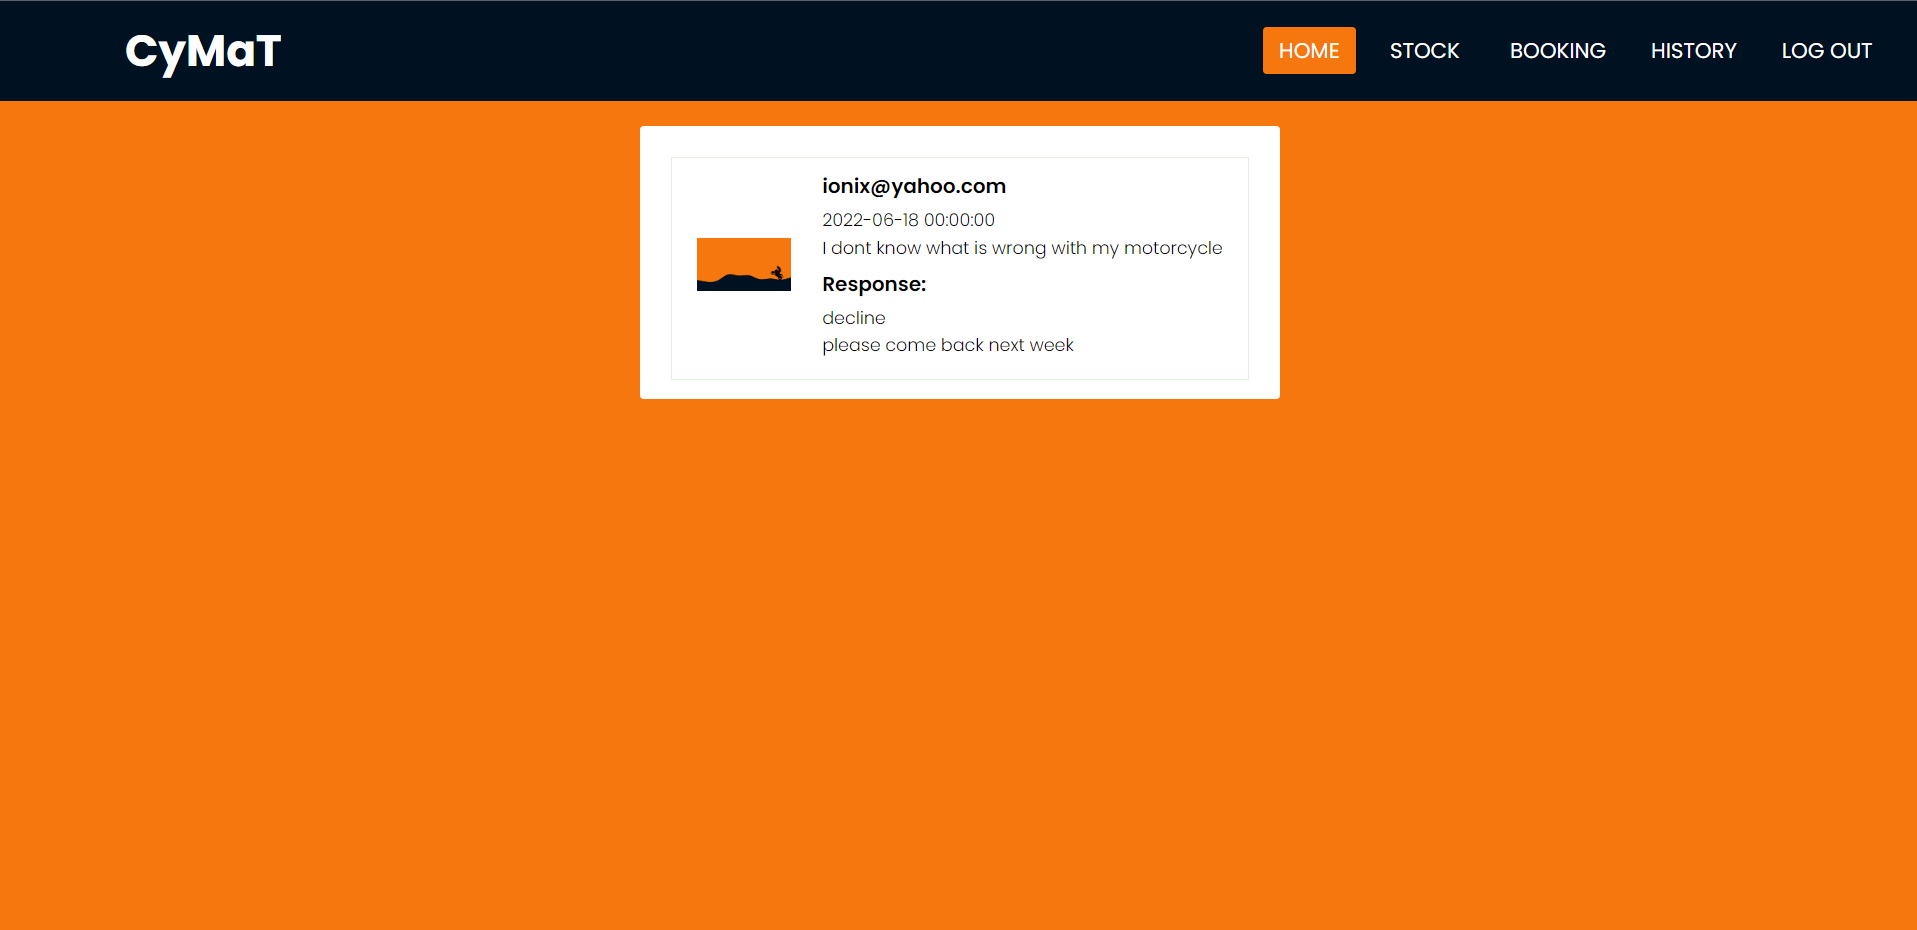 CyMaT
HOME STOCK BOOKING HISTORY LOG OUT
ionix@yahoo.com
2022-06-18 00:00:00
I dont know what is wrong with my motorcycle
Response:
decline
please come back next week